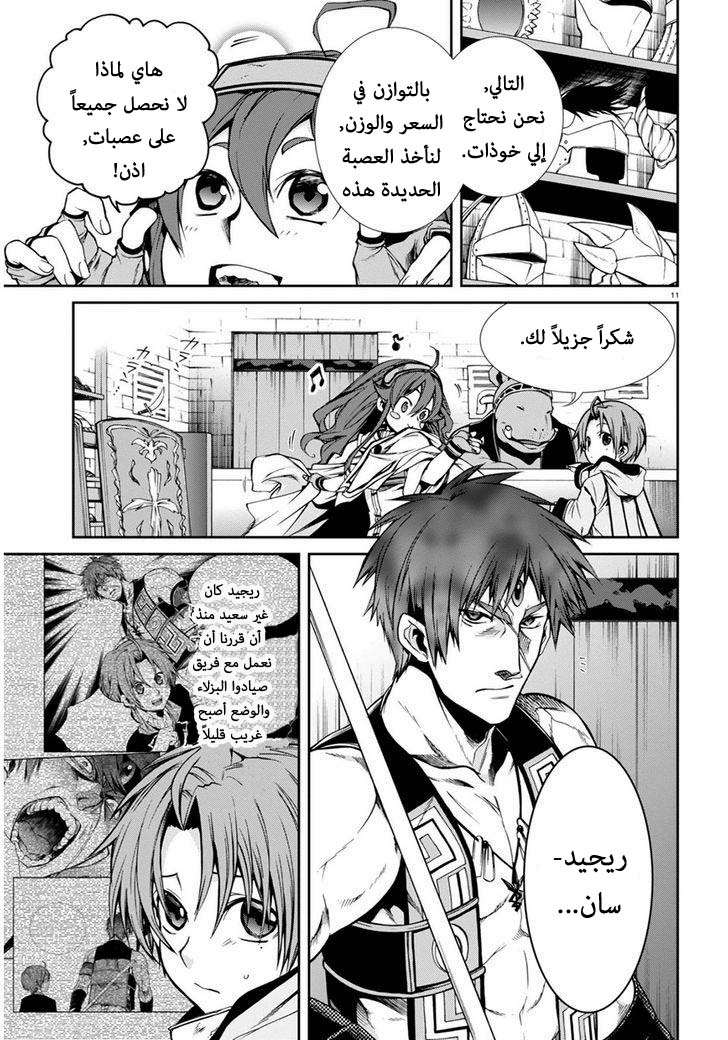 التالي,
نحن نحتاج
إلي خوذات.
بالتوازن في
السعر والوزن,
لنأخذ العصبة
الحديدة هذه
هاي لماذا
لا نحصل جميعاً
على عصبات,
اذن!
11
شكراً جزيلاً لك.
ريجيد-
سان...
ريجيد كان
غير سعيد منذ
أن قررنا أن
نعمل مع فريق
صيادوا البزلاء
والوضع أصبح
غريب قليلاً